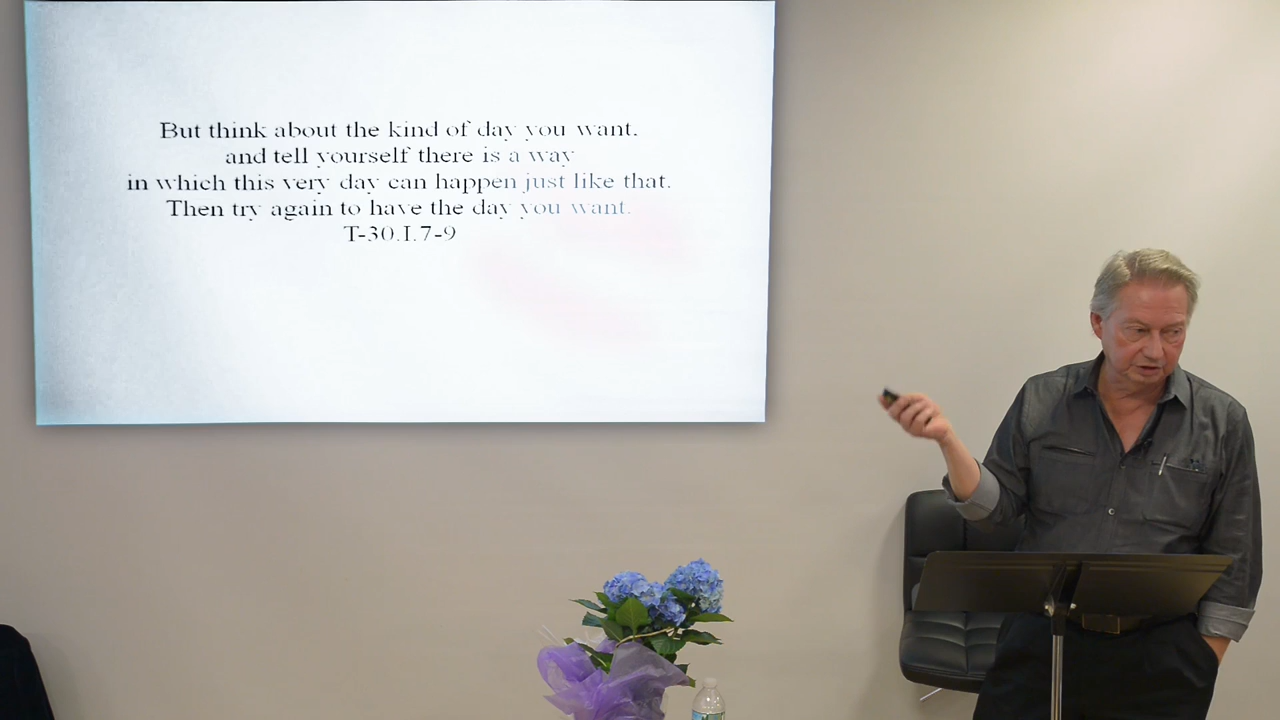 But think about the kind of day you want,
and tell yourself there is a way
in which this very day can happen just like that.
Then try again to have the day you want.
T-30.I.7-9